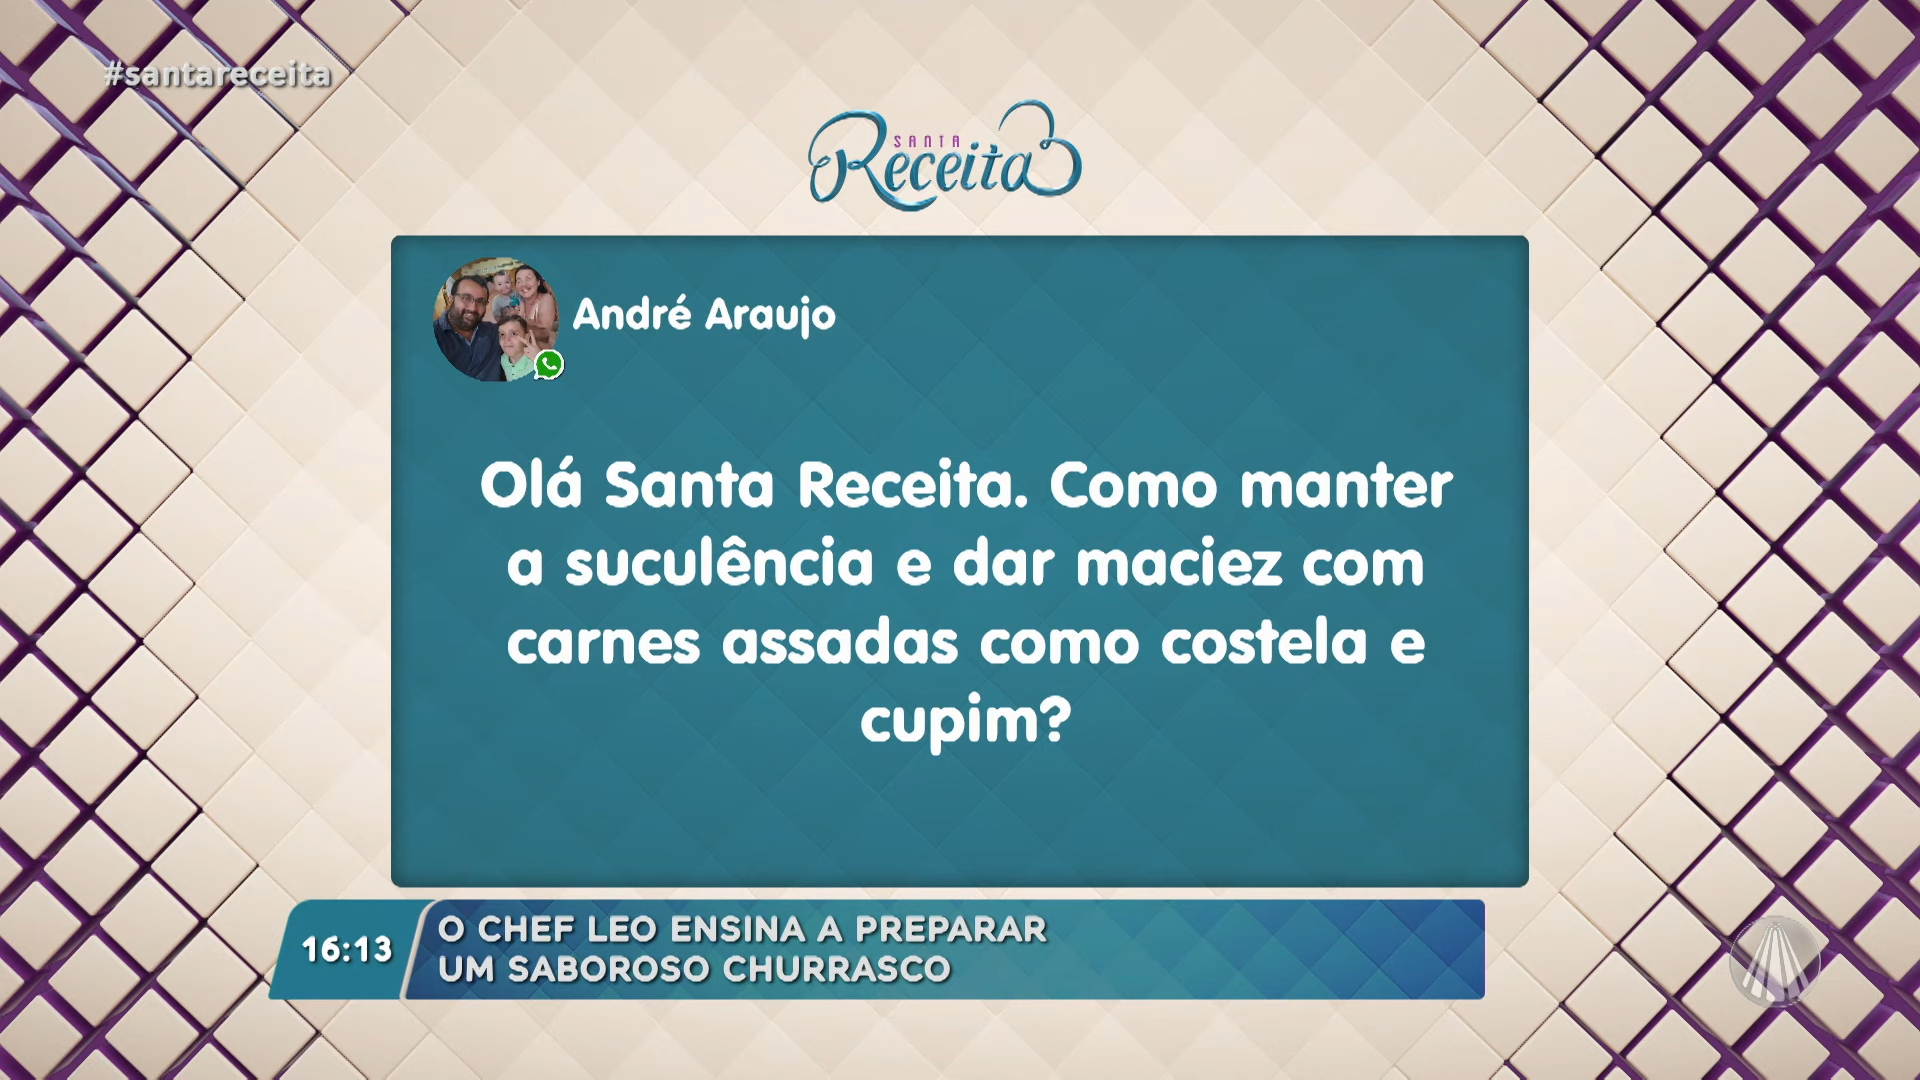 #santareceita
SANTA
Receita
André Araujo
Olá Santa Receita. Como manter
a suculência e dar maciez com
carnes assadas como costela e
cupim?
16:13
O CHEF LEO ENSINA A PREPARAR
UM SABOROSO CHURRASCO